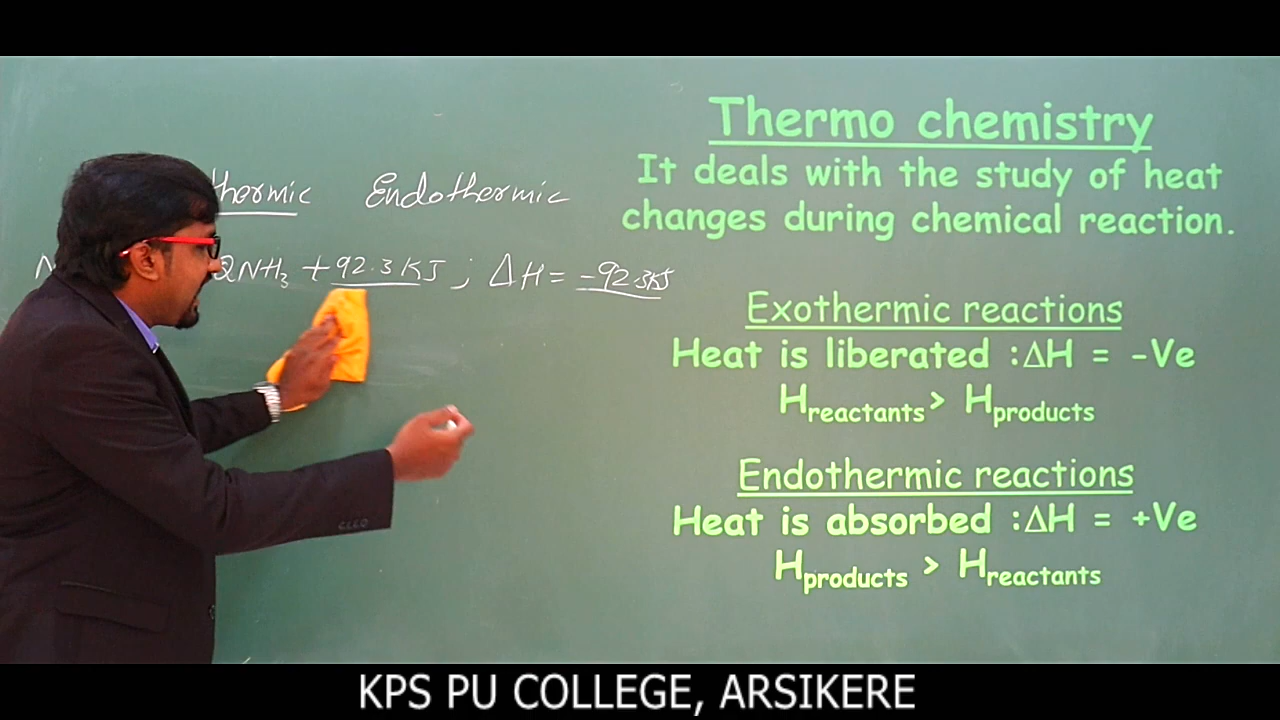 thermic Endothermic
N 2NH₃ + 92.3 KJ ; ΔH = -92.3KJ
Thermo chemistry
It deals with the study of heat
changes during chemical reaction.
Exothermic reactions
Heat is liberated :ΔH = -Ve
Hreactants > Hproducts
Endothermic reactions
Heat is absorbed :ΔH = +Ve
Hproducts > Hreactants
KPS PU COLLEGE, ARSIKERE